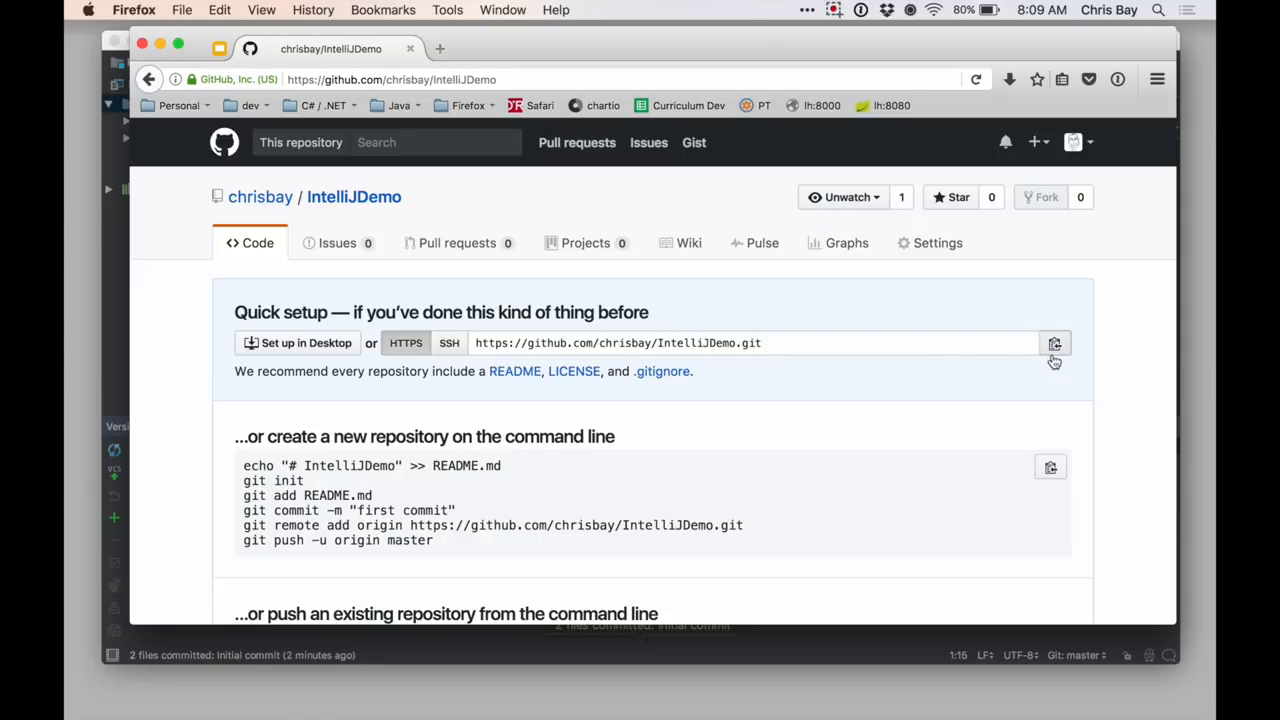 Firefox File Edit View History Bookmarks Tools Window Help 80% 8:09 AM Chris Bay
chrisbay/IntelliJDemo
GitHub, Inc. (US) https://github.com/chrisbay/IntelliJDemo
Personal dev C# / .NET Java Firefox Safari chartio Curriculum Dev PT lh:8000 lh:8080
This repository Search Pull requests Issues Gist
chrisbay / IntelliJDemo Unwatch 1 Star 0 Fork 0
Code Issues 0 Pull requests 0 Projects 0 Wiki Pulse Graphs Settings
Quick setup — if you’ve done this kind of thing before
Set up in Desktop or HTTPS SSH https://github.com/chrisbay/IntelliJDemo.git
We recommend every repository include a README, LICENSE, and .gitignore.
Versi
…or create a new repository on the command line
echo "# IntelliJDemo" >> README.md
git init
VCS
git add README.md
git commit -m "first commit"
git remote add origin https://github.com/chrisbay/IntelliJDemo.git
git push -u origin master
…or push an existing repository from the command line
2 files committed: Initial commit
2 files committed: Initial commit (2 minutes ago) 1:15 LF UTF-8 Git: master